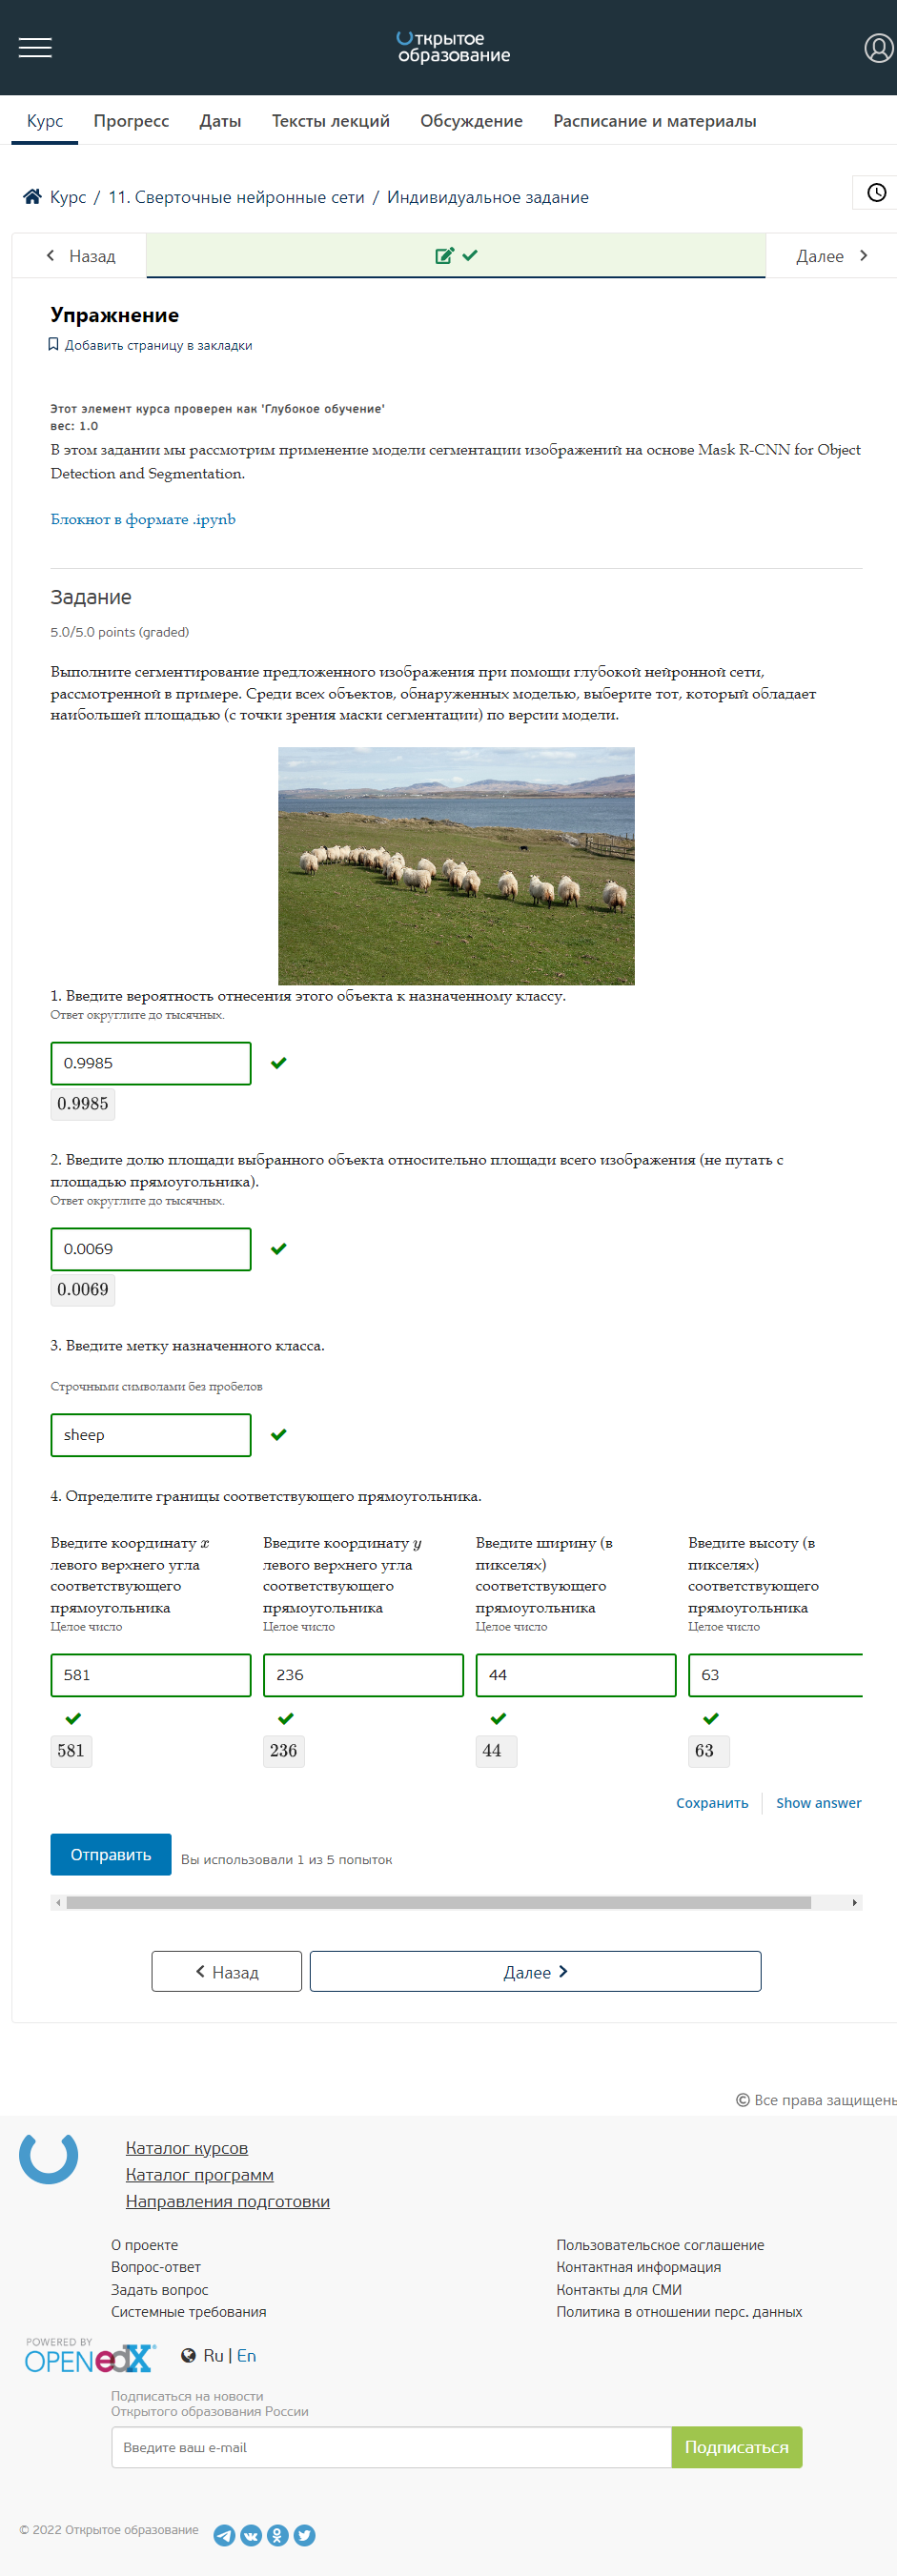 Открытое
образование
Курс Прогресс Даты Тексты лекций Обсуждение Расписание и материалы
Курс / 11. Сверточные нейронные сети / Индивидуальное задание
Назад Далее
Упражнение
Добавить страницу в закладки
Этот элемент курса проверен как 'Глубокое обучение'
вес: 1.0
В этом задании мы рассмотрим применение модели сегментации изображений на основе Mask R-CNN for Object
Detection and Segmentation.
Блокнот в формате .ipynb
Задание
5.0/5.0 points (graded)
Выполните сегментирование предложенного изображения при помощи глубокой нейронной сети,
рассмотренной в примере. Среди всех объектов, обнаруженных моделью, выберите тот, который обладает
наибольшей площадью (с точки зрения маски сегментации) по версии модели.
1. Введите вероятность отнесения этого объекта к назначенному классу.
Ответ округлите до тысячных.
0.9985
0.9985
2. Введите долю площади выбранного объекта относительно площади всего изображения (не путать с
площадью прямоугольника).
Ответ округлите до тысячных.
0.0069
0.0069
3. Введите метку назначенного класса.
Строчными символами без пробелов
sheep
4. Определите границы соответствующего прямоугольника.
Введите координату x
левого верхнего угла
соответствующего
прямоугольника
Целое число
581
581
Введите координату y
левого верхнего угла
соответствующего
прямоугольника
Целое число
236
236
Введите ширину (в
пикселях)
соответствующего
прямоугольника
Целое число
44
44
Введите высоту (в
пикселях)
соответствующего
прямоугольника
Целое число
63
63
Сохранить Show answer
Отправить Вы использовали 1 из 5 попыток
Назад Далее
© Все права защищены
Каталог курсов
Каталог программ
Направления подготовки
О проекте
Вопрос-ответ
Задать вопрос
Системные требования
Пользовательское соглашение
Контактная информация
Контакты для СМИ
Политика в отношении перс. данных
POWERED BY
OPENedX®
Ru | En
Подписаться на новости
Открытого образования России
Введите ваш e-mail Подписаться
© 2022 Открытое образование